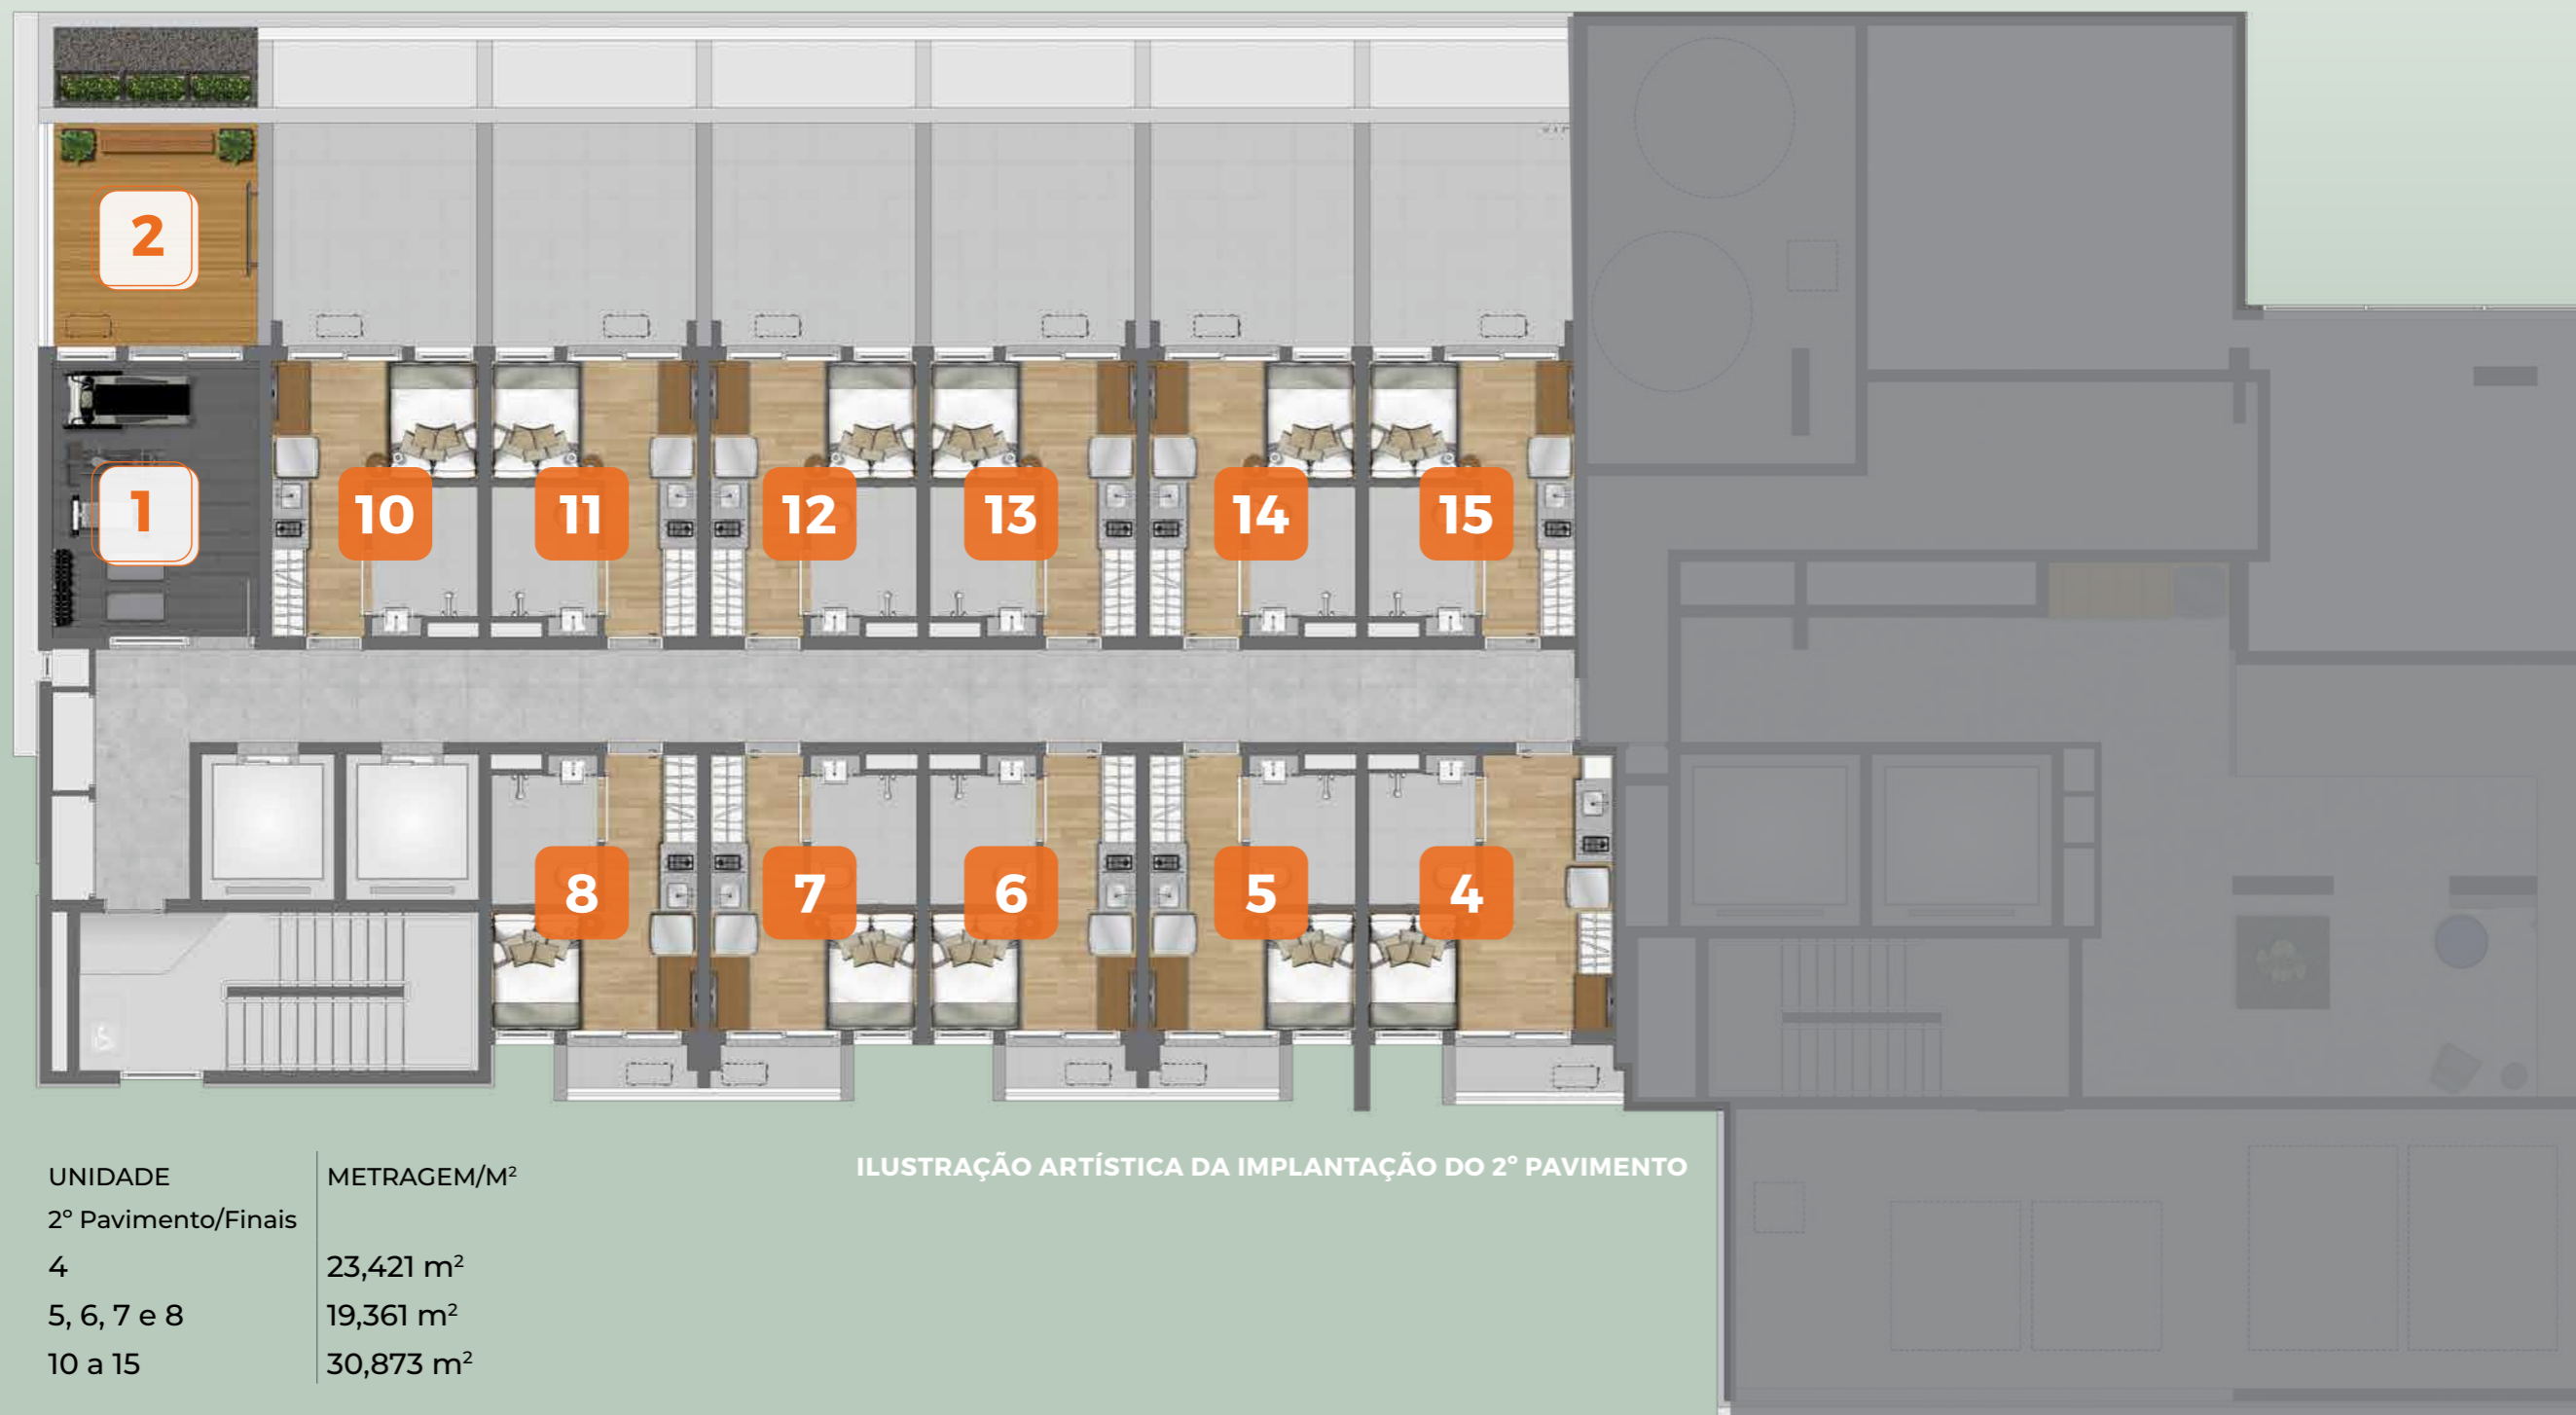 2
1
10 11 12 13 14 15
8 7 6 5 4
ILUSTRAÇÃO ARTÍSTICA DA IMPLANTAÇÃO DO 2º PAVIMENTO
UNIDADE METRAGEM/M²
2º Pavimento/Finais
4 23,421 m²
5, 6, 7 e 8 19,361 m²
10 a 15 30,873 m²